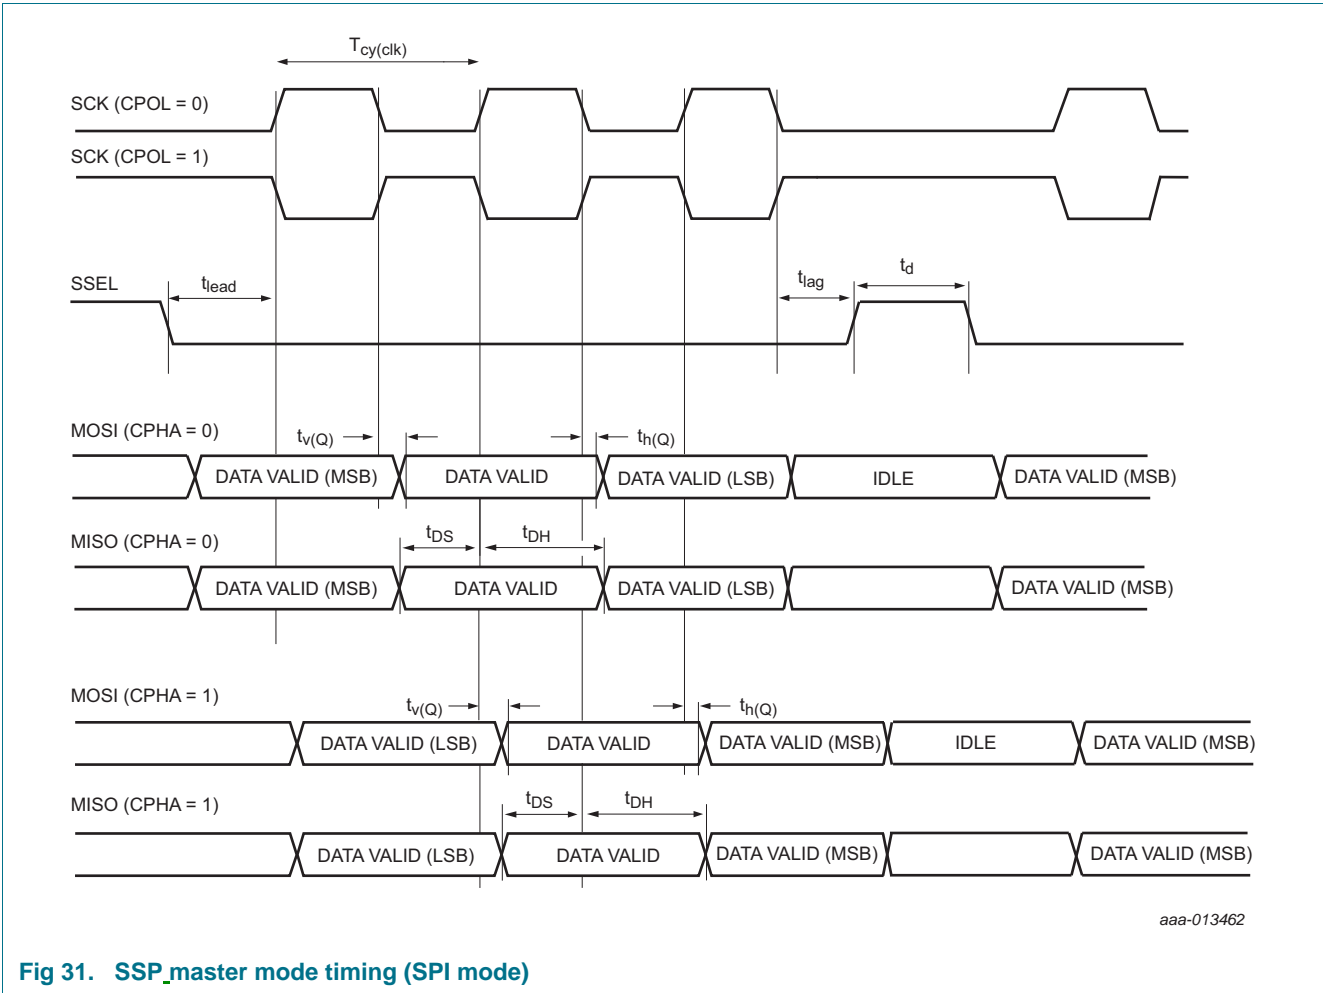 Tcy(clk)
SCK (CPOL = 0)
SCK (CPOL = 1)
SSEL
tlead
tlag
td
MOSI (CPHA = 0)
tv(Q)
th(Q)
DATA VALID (MSB)
DATA VALID
DATA VALID (LSB)
IDLE
DATA VALID (MSB)
MISO (CPHA = 0)
tDS
tDH
DATA VALID (MSB)
DATA VALID
DATA VALID (LSB)
DATA VALID (MSB)
MOSI (CPHA = 1)
tv(Q)
th(Q)
DATA VALID (LSB)
DATA VALID
DATA VALID (MSB)
IDLE
DATA VALID (MSB)
MISO (CPHA = 1)
tDS
tDH
DATA VALID (LSB)
DATA VALID
DATA VALID (MSB)
DATA VALID (MSB)
aaa-013462
Fig 31. SSP master mode timing (SPI mode)